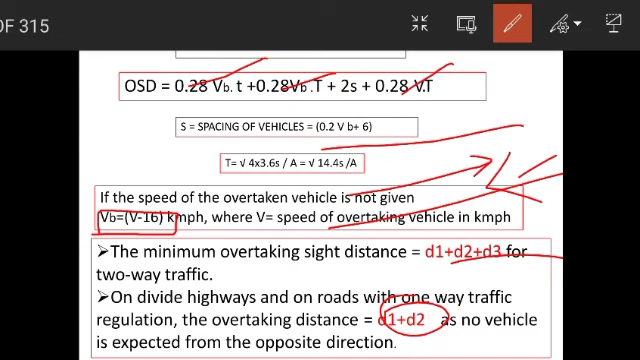 OF 315
OSD = 0.28 Vb. t +0.28Vb .T + 2s + 0.28 V.T
S = SPACING OF VEHICLES = (0.2 V b+ 6)
T= √ 4x3.6s / A = √ 14.4s /A
If the speed of the overtaken vehicle is not given
Vb=(V-16) kmph, where V= speed of overtaking vehicle in kmph
➢The minimum overtaking sight distance = d1+d2+d3 for
two-way traffic.
➢On divide highways and on roads with one way traffic
regulation, the overtaking distance = d1+d2 as no vehicle
is expected from the opposite direction.